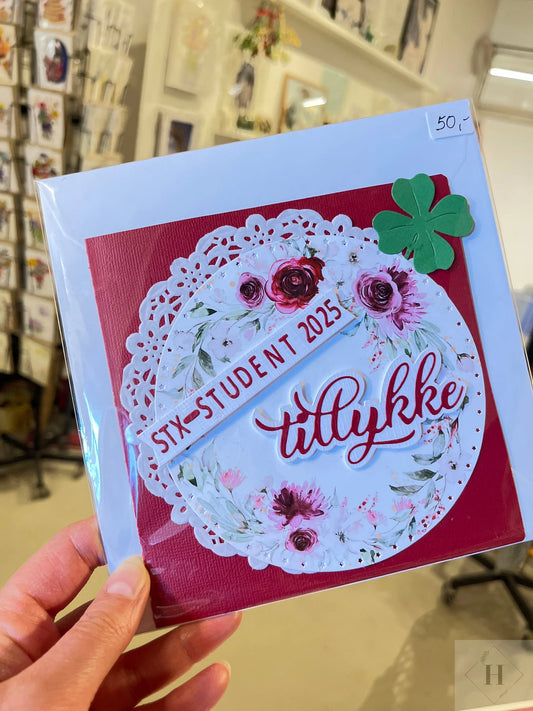 50,-
STX-STUDENT 2025
tillykke
H